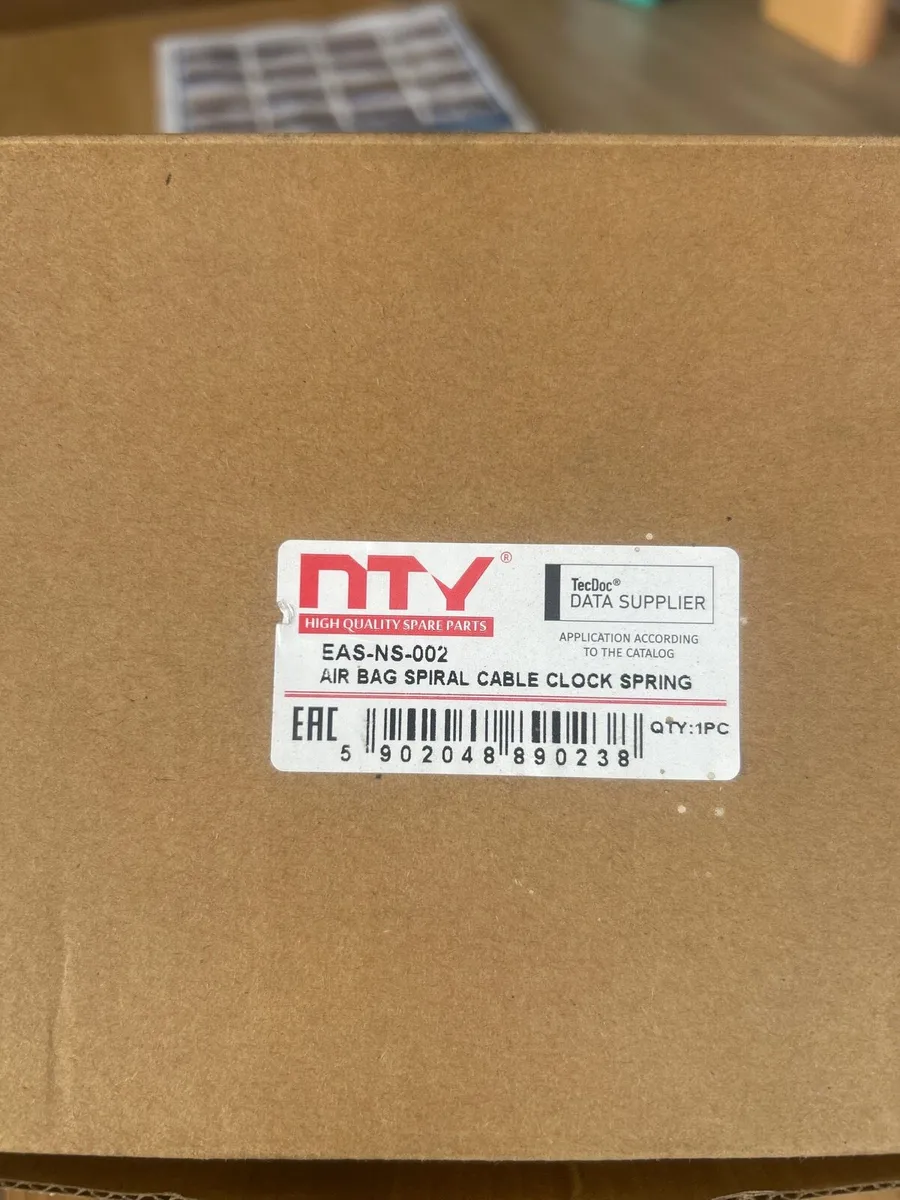 NTY®
HIGH QUALITY SPARE PARTS
TecDoc®
DATA SUPPLIER
APPLICATION ACCORDING
TO THE CATALOG
EAS-NS-002
AIR BAG SPIRAL CABLE CLOCK SPRING
EAC
QTY:1PC
5 902048 890238